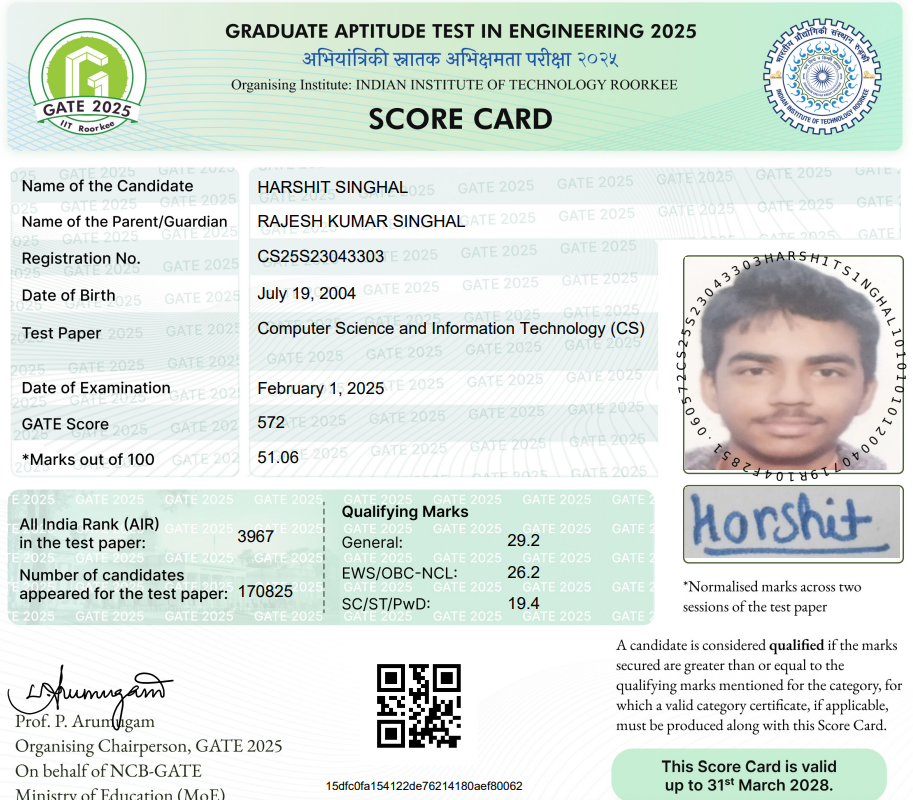 GRADUATE APTITUDE TEST IN ENGINEERING 2025
अभियांत्रिकी स्नातक अभिक्षमता परीक्षा २०२५
Organising Institute: INDIAN INSTITUTE OF TECHNOLOGY ROORKEE
SCORE CARD
GATE 2025
IIT Roorkee
भारतीय प्रौद्योगिकी संस्थान रुड़की
INDIAN INSTITUTE OF TECHNOLOGY ROORKEE
Name of the Candidate HARSHIT SINGHAL
Name of the Parent/Guardian RAJESH KUMAR SINGHAL
Registration No. CS25S23043303
Date of Birth July 19, 2004
Test Paper Computer Science and Information Technology (CS)
Date of Examination February 1, 2025
GATE Score 572
*Marks out of 100 51.06
Harshit
*Normalised marks across two
sessions of the test paper
All India Rank (AIR)
in the test paper: 3967
Number of candidates
appeared for the test paper: 170825
Qualifying Marks
General: 29.2
EWS/OBC-NCL: 26.2
SC/ST/PwD: 19.4
A candidate is considered qualified if the marks
secured are greater than or equal to the
qualifying marks mentioned for the category, for
which a valid category certificate, if applicable,
must be produced along with this Score Card.
Prof. P. Arumugam
Organising Chairperson, GATE 2025
On behalf of NCB-GATE
Ministry of Education (MoE)
15dfc0fa154122de76214180aef80062
This Score Card is valid
up to 31st March 2028.